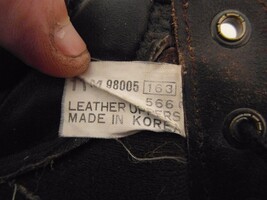 98005 163
566
LEATHER UPPERS
MADE IN KOREA